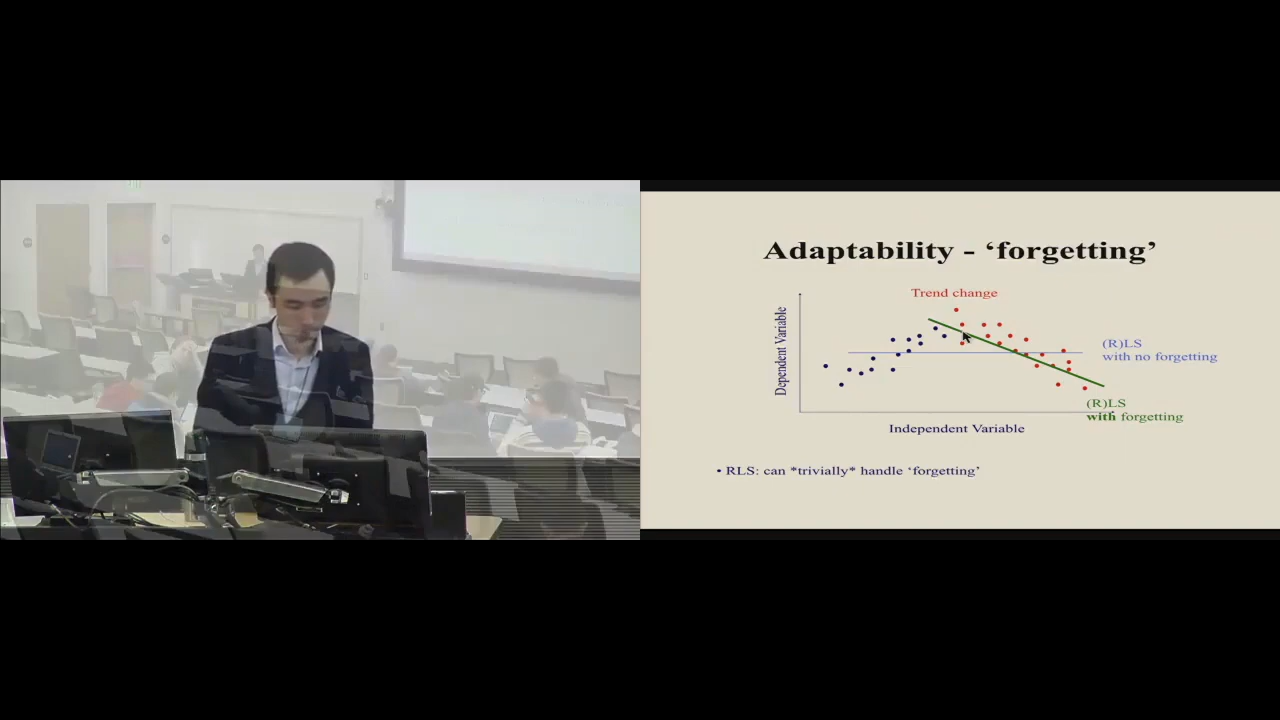 Adaptability - ‘forgetting’
Trend change
Dependent Variable
(R)LS
with no forgetting
(R)LS
with forgetting
Independent Variable
• RLS: can *trivially* handle ‘forgetting’